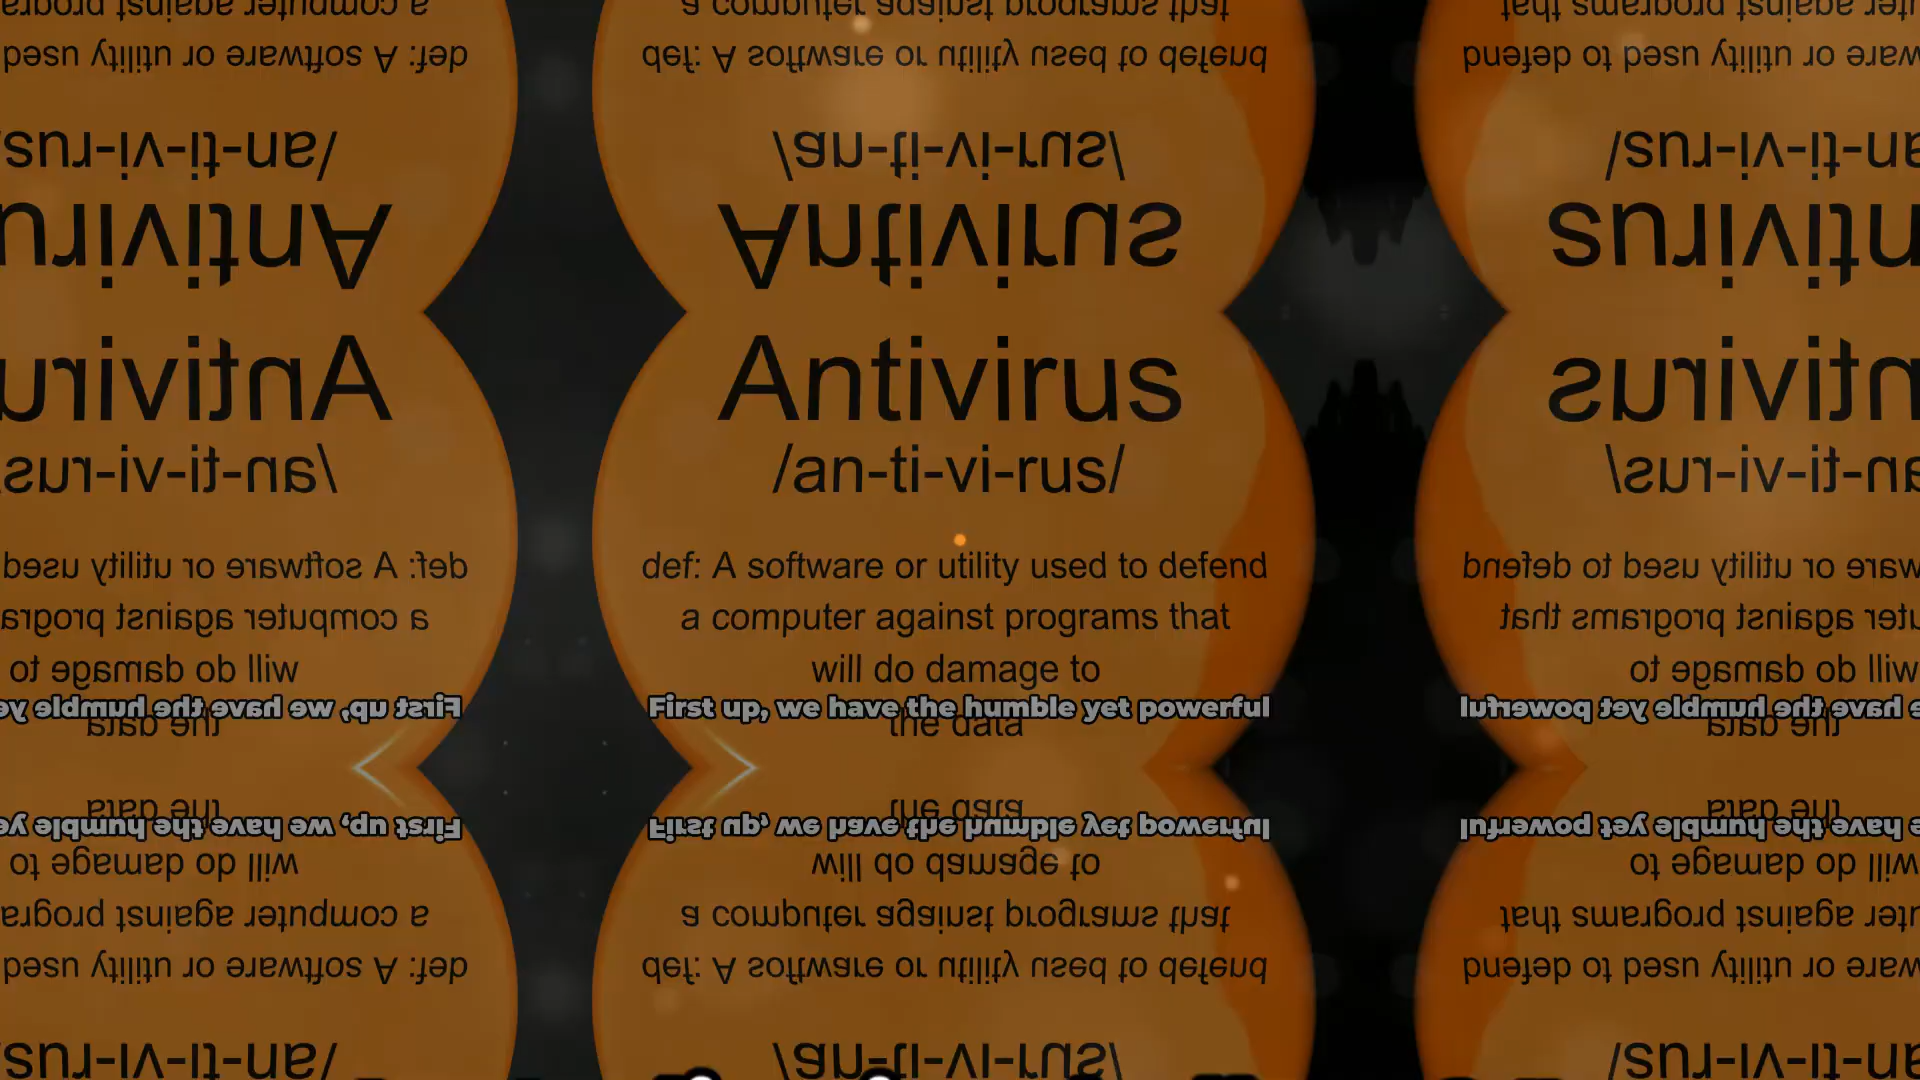 Antivirus
/an-ti-vi-rus/
def: A software or utility used to defend
a computer against programs that
will do damage to
First up, we have the humble yet powerful
the data